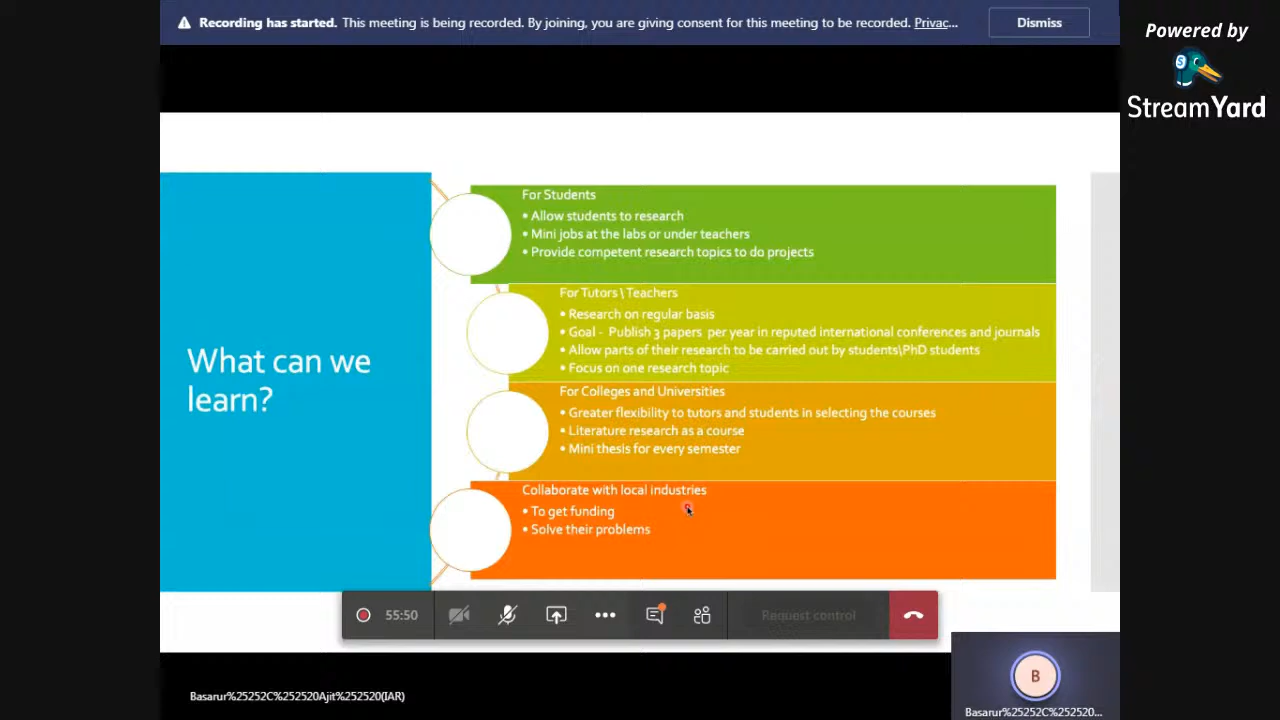 Recording has started. This meeting is being recorded. By joining, you are giving consent for this meeting to be recorded. Privac...
Dismiss
Powered by
S
StreamYard
What can we
learn?
For Students
• Allow students to research
• Mini jobs at the labs or under teachers
• Provide competent research topics to do projects
For Tutors \ Teachers
• Research on regular basis
• Goal - Publish 3 papers per year in reputed international conferences and journals
• Allow parts of their research to be carried out by students\PhD students
• Focus on one research topic
For Colleges and Universities
• Greater flexibility to tutors and students in selecting the courses
• Literature research as a course
• Mini thesis for every semester
Collaborate with local industries
• To get funding
• Solve their problems
55:50
Request control
B
Basarur%25252C%252520Ajit%252520(IAR)
Basarur%25252C%252520...